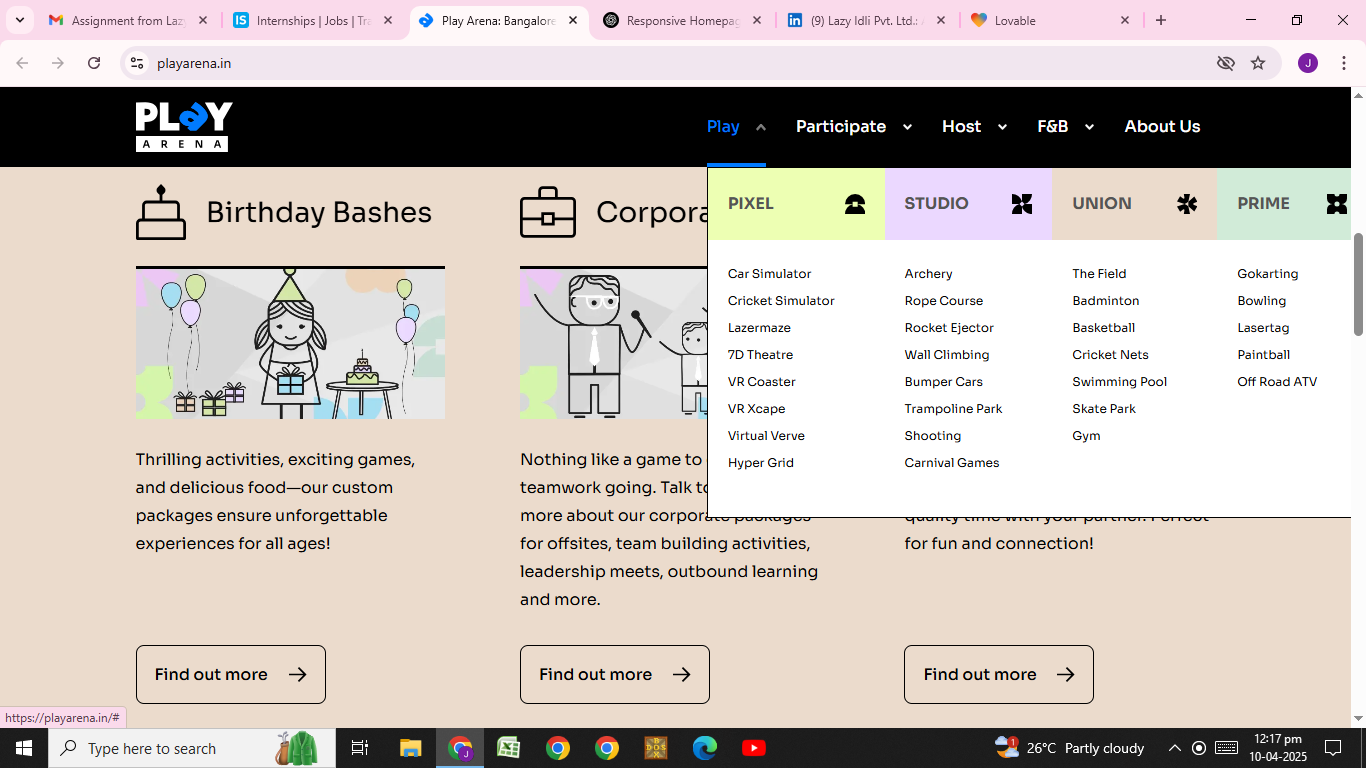 Assignment from Laz
Internships | Jobs | Tra
Play Arena: Bangalore
Responsive Homepag
(9) Lazy Idli Pvt. Ltd.:
Lovable
playarena.in
J
PLaY
ARENA
Play
Participate
Host
F&B
About Us
PIXEL
STUDIO
UNION
PRIME
Birthday Bashes
Corpora
Car Simulator
Cricket Simulator
Lazermaze
7D Theatre
VR Coaster
VR Xcape
Virtual Verve
Hyper Grid
Archery
Rope Course
Rocket Ejector
Wall Climbing
Bumper Cars
Trampoline Park
Shooting
Carnival Games
The Field
Badminton
Basketball
Cricket Nets
Swimming Pool
Skate Park
Gym
Gokarting
Bowling
Lasertag
Paintball
Off Road ATV
Thrilling activities, exciting games,
and delicious food—our custom
packages ensure unforgettable
experiences for all ages!
Nothing like a game to
teamwork going. Talk to
more about our corporate packages
for offsites, team building activities,
leadership meets, outbound learning
and more.
quality time with your partner. Perfect
for fun and connection!
Find out more
Find out more
Find out more
https://playarena.in/#
Type here to search
26°C Partly cloudy
12:17 pm
10-04-2025